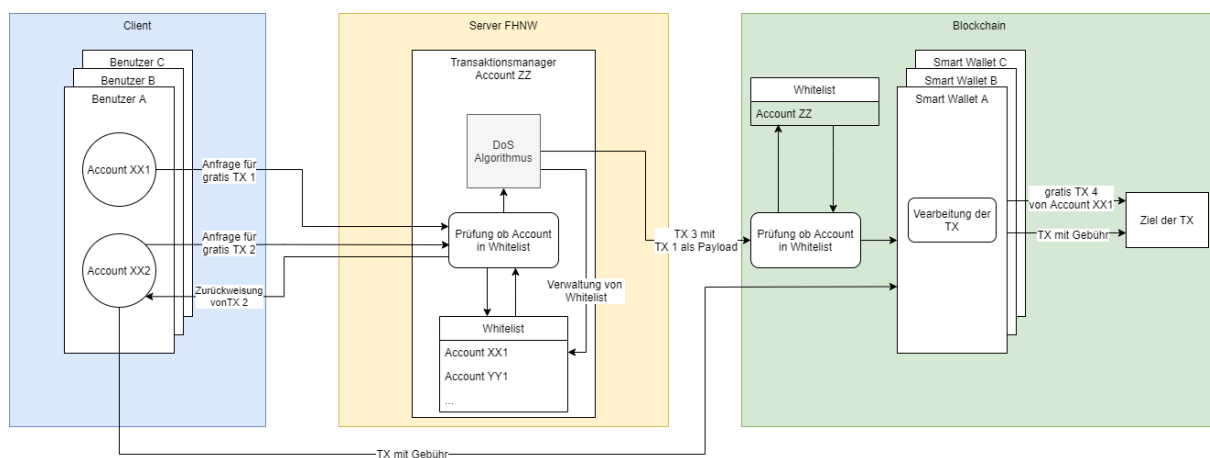 Client
Benutzer C
Benutzer B
Benutzer A
Account XX1
Account XX2
Anfrage für
gratis TX 1
Anfrage für
gratis TX 2
Zurückweisung
vonTX 2
Server FHNW
Transaktionsmanager
Account ZZ
DoS
Algorithmus
Prüfung ob Account
in Whitelist
Verwaltung von
Whitelist
Whitelist
Account XX1
Account YY1
...
TX 3 mit
TX 1 als Payload
Blockchain
Whitelist
Account ZZ
Prüfung ob Account
in Whitelist
Smart Wallet C
Smart Wallet B
Smart Wallet A
Vearbeitung der
TX
gratis TX 4
von Account XX1
TX mit Gebühr
Ziel der TX
TX mit Gebühr